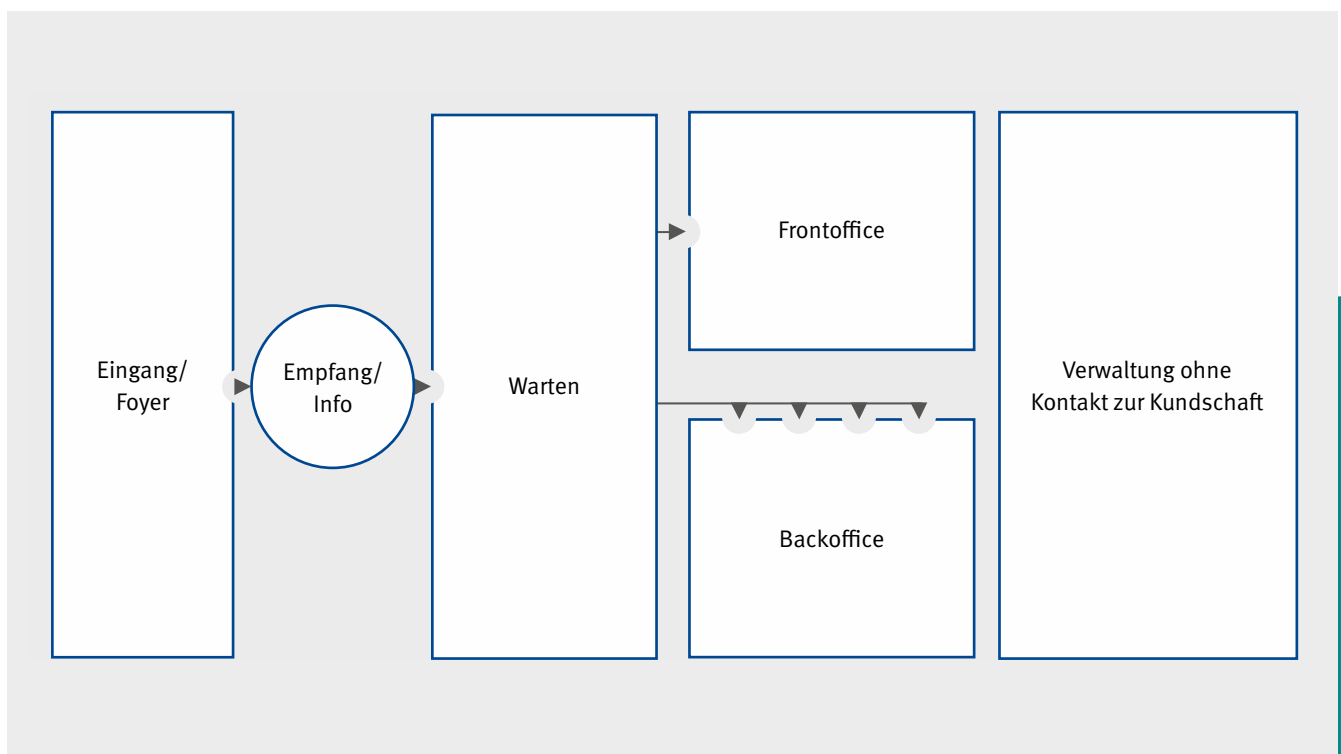 Eingang/
Foyer
Empfang/
Info
Warten
Frontoffice
Backoffice
Verwaltung ohne
Kontakt zur Kundschaft